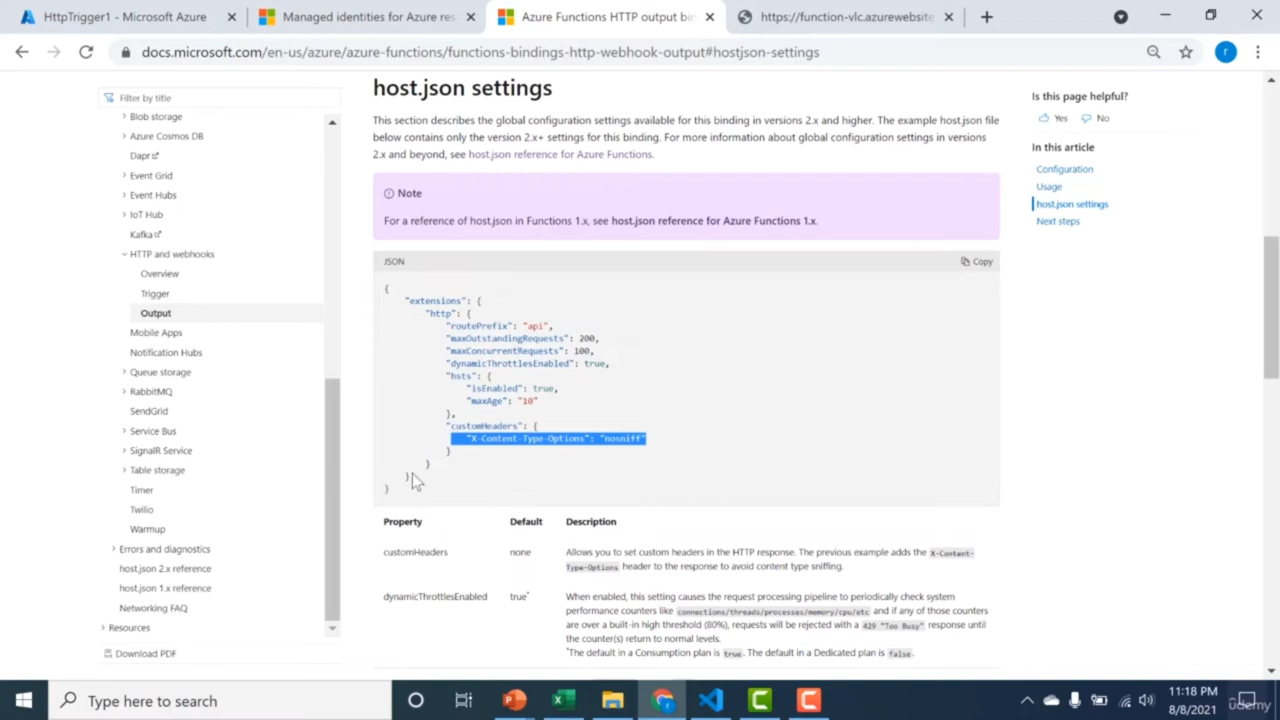 HttpTrigger1 - Microsoft Azure
Managed identities for Azure res
Azure Functions HTTP output bin
https://function-vlc.azurewebsite
docs.microsoft.com/en-us/azure/azure-functions/functions-bindings-http-webhook-output#hostjson-settings
r
Filter by title
Blob storage
Azure Cosmos DB
Dapr
Event Grid
Event Hubs
IoT Hub
Kafka
HTTP and webhooks
Overview
Trigger
Output
Mobile Apps
Notification Hubs
Queue storage
RabbitMQ
SendGrid
Service Bus
SignalR Service
Table storage
Timer
Twilio
Warmup
Errors and diagnostics
host.json 2.x reference
host.json 1.x reference
Networking FAQ
Resources
Download PDF
host.json settings
This section describes the global configuration settings available for this binding in versions 2.x and higher. The example host.json file
below contains only the version 2.x+ settings for this binding. For more information about global configuration settings in versions
2.x and beyond, see host.json reference for Azure Functions.
Note
For a reference of host.json in Functions 1.x, see host.json reference for Azure Functions 1.x.
JSON
Copy
{
"extensions": {
"http": {
"routePrefix": "api",
"maxOutstandingRequests": 200,
"maxConcurrentRequests": 100,
"dynamicThrottlesEnabled": true,
"hsts": {
"isEnabled": true,
"maxAge": "10"
},
"customHeaders": {
"X-Content-Type-Options": "nosniff"
}
}
}
}
Property Default Description
customHeaders none Allows you to set custom headers in the HTTP response. The previous example adds the X-Content-
Type-Options header to the response to avoid content type sniffing.
dynamicThrottlesEnabled true* When enabled, this setting causes the request processing pipeline to periodically check system
performance counters like connections/threads/processes/memory/cpu/etc and if any of those counters
are over a built-in high threshold (80%), requests will be rejected with a 429 "Too Busy" response until
the counter(s) return to normal levels.
*The default in a Consumption plan is true. The default in a Dedicated plan is false.
Is this page helpful?
Yes No
In this article
Configuration
Usage
host.json settings
Next steps
Type here to search
11:18 PM
8/8/2021
udemy